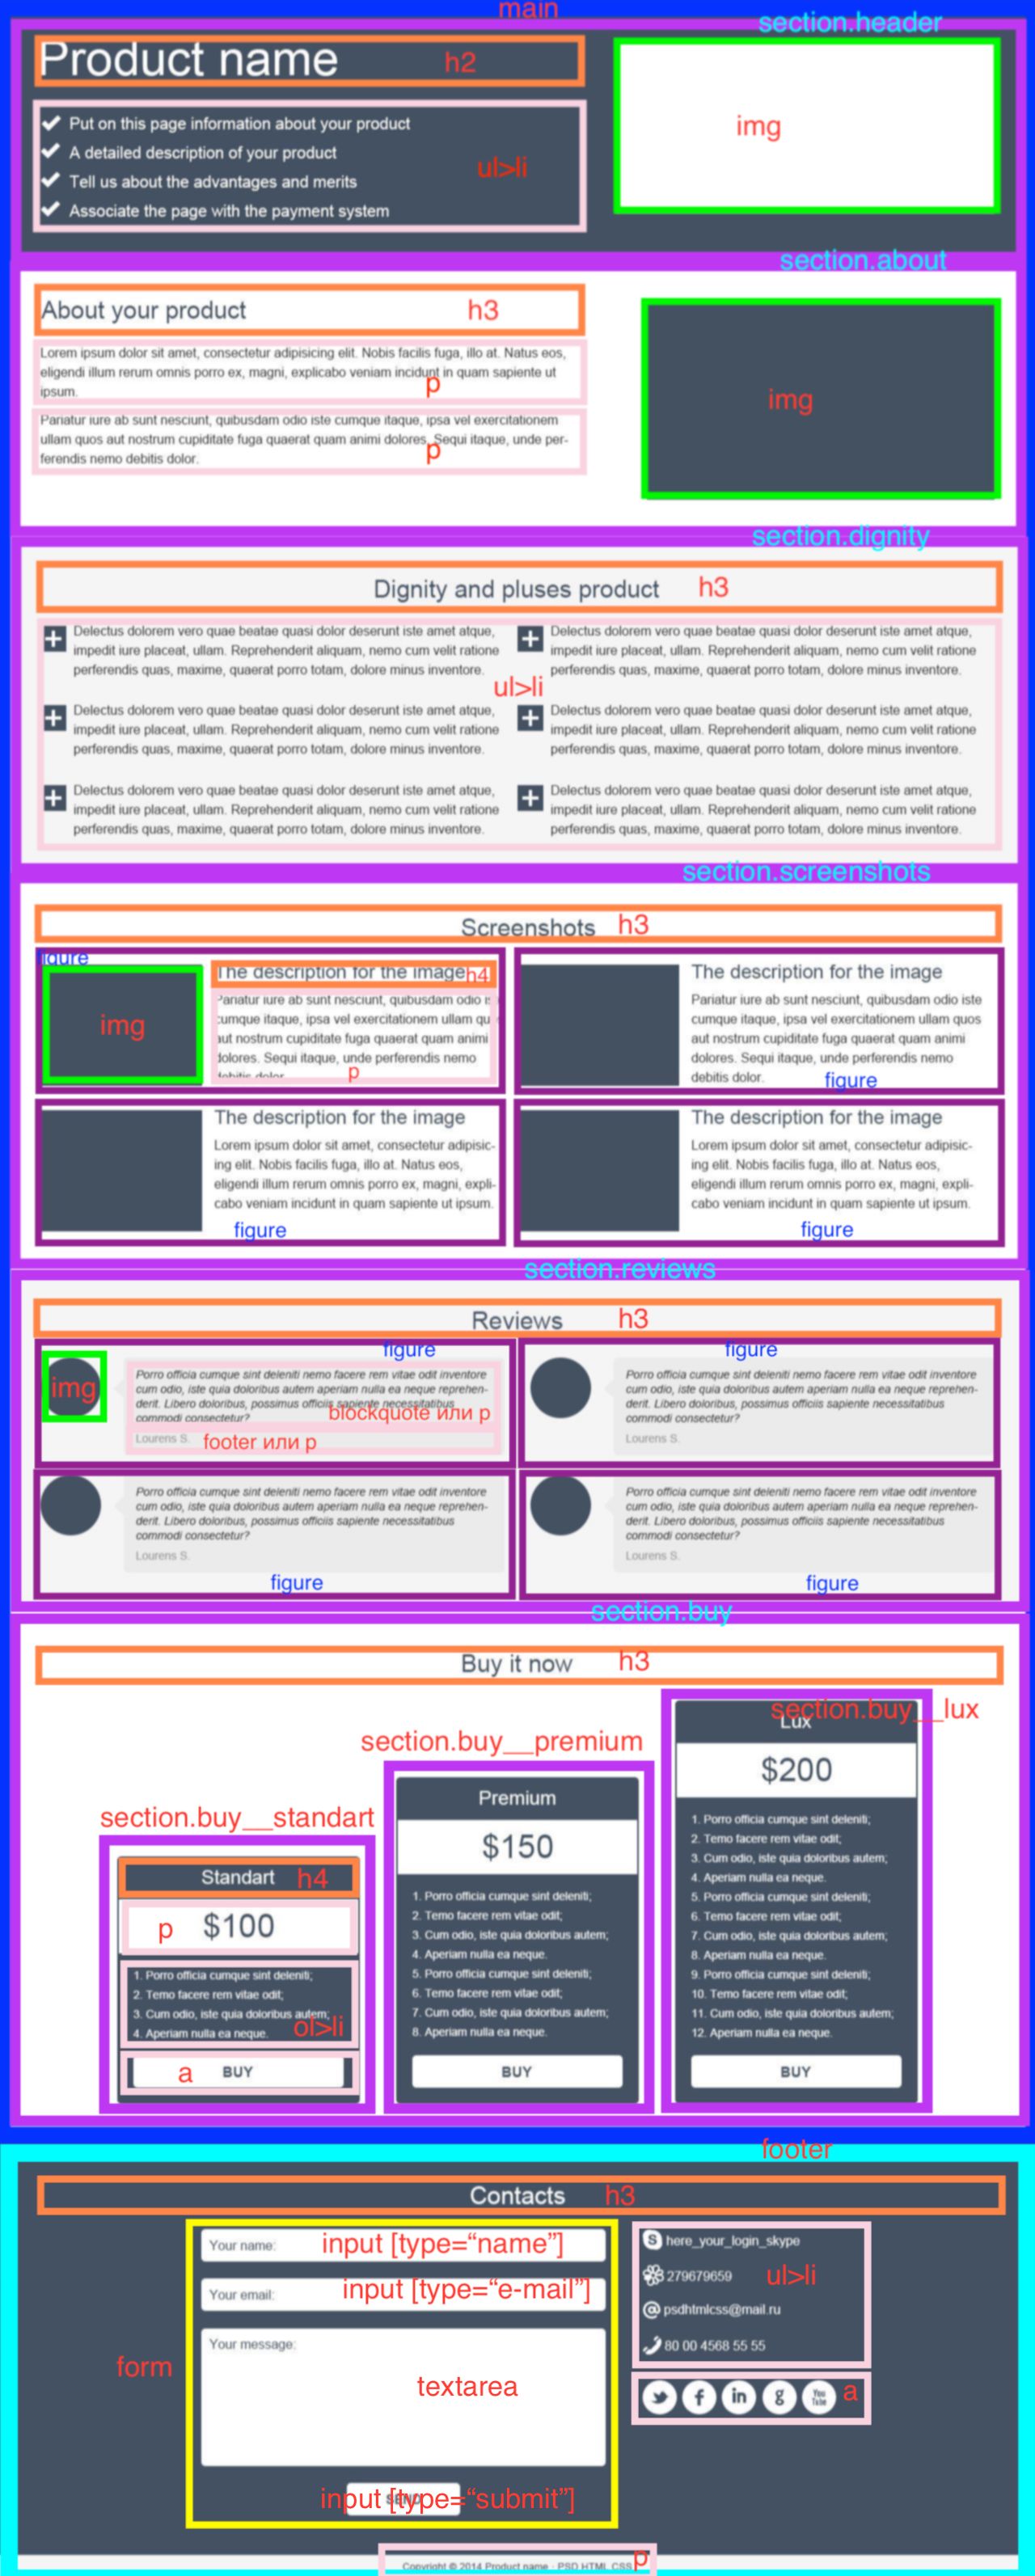 main
section.header
Product name
h2
img
Put on this page information about your product
A detailed description of your product
Tell us about the advantages and merits
Associate the page with the payment system
ul>li
section.about
About your product
h3
Lorem ipsum dolor sit amet, consectetur adipisicing elit. Nobis facilis fuga, illo at. Natus eos,
eligendi illum rerum omnis porro ex, magni, explicabo veniam incidunt in quam sapiente ut
ipsum.
p
img
Pariatur iure ab sunt nesciunt, quibusdam odio iste cumque itaque, ipsa vel exercitationem
ullam quos aut nostrum cupiditate fuga quaerat quam animi dolores. Sequi itaque, unde per-
ferendis nemo debitis dolor.
p
section.dignity
Dignity and pluses product
h3
Delectus dolorem vero quae beatae quasi dolor deserunt iste amet atque,
impedit iure placeat, ullam. Reprehenderit aliquam, nemo cum velit ratione
perferendis quas, maxime, quaerat porro totam, dolore minus inventore.
Delectus dolorem vero quae beatae quasi dolor deserunt iste amet atque,
impedit iure placeat, ullam. Reprehenderit aliquam, nemo cum velit ratione
perferendis quas, maxime, quaerat porro totam, dolore minus inventore.
ul>li
Delectus dolorem vero quae beatae quasi dolor deserunt iste amet atque,
impedit iure placeat, ullam. Reprehenderit aliquam, nemo cum velit ratione
perferendis quas, maxime, quaerat porro totam, dolore minus inventore.
Delectus dolorem vero quae beatae quasi dolor deserunt iste amet atque,
impedit iure placeat, ullam. Reprehenderit aliquam, nemo cum velit ratione
perferendis quas, maxime, quaerat porro totam, dolore minus inventore.
Delectus dolorem vero quae beatae quasi dolor deserunt iste amet atque,
impedit iure placeat, ullam. Reprehenderit aliquam, nemo cum velit ratione
perferendis quas, maxime, quaerat porro totam, dolore minus inventore.
Delectus dolorem vero quae beatae quasi dolor deserunt iste amet atque,
impedit iure placeat, ullam. Reprehenderit aliquam, nemo cum velit ratione
perferendis quas, maxime, quaerat porro totam, dolore minus inventore.
section.screenshots
Screenshots
h3
figure
img
The description for the image
h4
Pariatur iure ab sunt nesciunt, quibusdam odio is
cumque itaque, ipsa vel exercitationem ullam qu
aut nostrum cupiditate fuga quaerat quam animi
dolores. Sequi itaque, unde perferendis nemo
debitis dolor.
p
The description for the image
Pariatur iure ab sunt nesciunt, quibusdam odio iste
cumque itaque, ipsa vel exercitationem ullam quos
aut nostrum cupiditate fuga quaerat quam animi
dolores. Sequi itaque, unde perferendis nemo
debitis dolor.
figure
The description for the image
Lorem ipsum dolor sit amet, consectetur adipisic-
ing elit. Nobis facilis fuga, illo at. Natus eos,
eligendi illum rerum omnis porro ex, magni, expli-
cabo veniam incidunt in quam sapiente ut ipsum.
figure
The description for the image
Lorem ipsum dolor sit amet, consectetur adipisic-
ing elit. Nobis facilis fuga, illo at. Natus eos,
eligendi illum rerum omnis porro ex, magni, expli-
cabo veniam incidunt in quam sapiente ut ipsum.
figure
section.reviews
Reviews
h3
figure
img
Porro officia cumque sint deleniti nemo facere rem vitae odit inventore
cum odio, iste quia doloribus autem aperiam nulla ea neque reprehen-
derit. Libero doloribus, possimus officiis sapiente necessitatibus
commodi consectetur?
blockquote или p
Lourens S.
footer или p
figure
Porro officia cumque sint deleniti nemo facere rem vitae odit inventore
cum odio, iste quia doloribus autem aperiam nulla ea neque reprehen-
derit. Libero doloribus, possimus officiis sapiente necessitatibus
commodi consectetur?
Lourens S.
Porro officia cumque sint deleniti nemo facere rem vitae odit inventore
cum odio, iste quia doloribus autem aperiam nulla ea neque reprehen-
derit. Libero doloribus, possimus officiis sapiente necessitatibus
commodi consectetur?
Lourens S.
figure
Porro officia cumque sint deleniti nemo facere rem vitae odit inventore
cum odio, iste quia doloribus autem aperiam nulla ea neque reprehen-
derit. Libero doloribus, possimus officiis sapiente necessitatibus
commodi consectetur?
Lourens S.
figure
section.buy
Buy it now
h3
section.buy__standart
Standart
h4
p
$100
1. Porro officia cumque sint deleniti;
2. Temo facere rem vitae odit;
3. Cum odio, iste quia doloribus autem;
4. Aperiam nulla ea neque.
ol>li
a
BUY
section.buy__premium
Premium
$150
1. Porro officia cumque sint deleniti;
2. Temo facere rem vitae odit;
3. Cum odio, iste quia doloribus autem;
4. Aperiam nulla ea neque.
5. Porro officia cumque sint deleniti;
6. Temo facere rem vitae odit;
7. Cum odio, iste quia doloribus autem;
8. Aperiam nulla ea neque.
BUY
section.buy__lux
Lux
$200
1. Porro officia cumque sint deleniti;
2. Temo facere rem vitae odit;
3. Cum odio, iste quia doloribus autem;
4. Aperiam nulla ea neque.
5. Porro officia cumque sint deleniti;
6. Temo facere rem vitae odit;
7. Cum odio, iste quia doloribus autem;
8. Aperiam nulla ea neque.
9. Porro officia cumque sint deleniti;
10. Temo facere rem vitae odit;
11. Cum odio, iste quia doloribus autem;
12. Aperiam nulla ea neque.
BUY
footer
Contacts
h3
form
Your name:
input [type=“name”]
Your email:
input [type=“e-mail”]
Your message:
textarea
SEND
input [type=“submit”]
here_your_login_skype
279679659
ul>li
psdhtmlcss@mail.ru
80 00 4568 55 55
in
g
You
Tube
a
Copyright © 2014 Product name - PSD HTML CSS
p